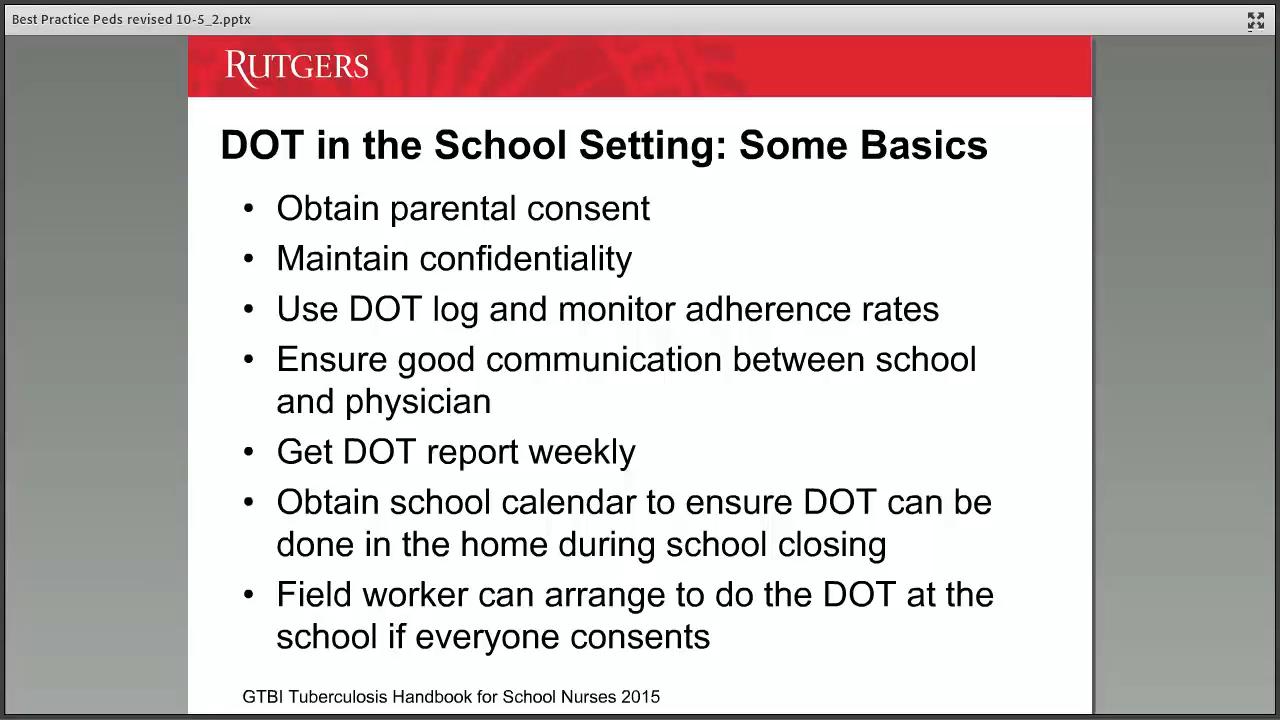 Best Practice Peds revised 10-5_2.pptx
RUTGERS
DOT in the School Setting: Some Basics
• Obtain parental consent
• Maintain confidentiality
• Use DOT log and monitor adherence rates
• Ensure good communication between school
and physician
• Get DOT report weekly
• Obtain school calendar to ensure DOT can be
done in the home during school closing
• Field worker can arrange to do the DOT at the
school if everyone consents
GTBI Tuberculosis Handbook for School Nurses 2015